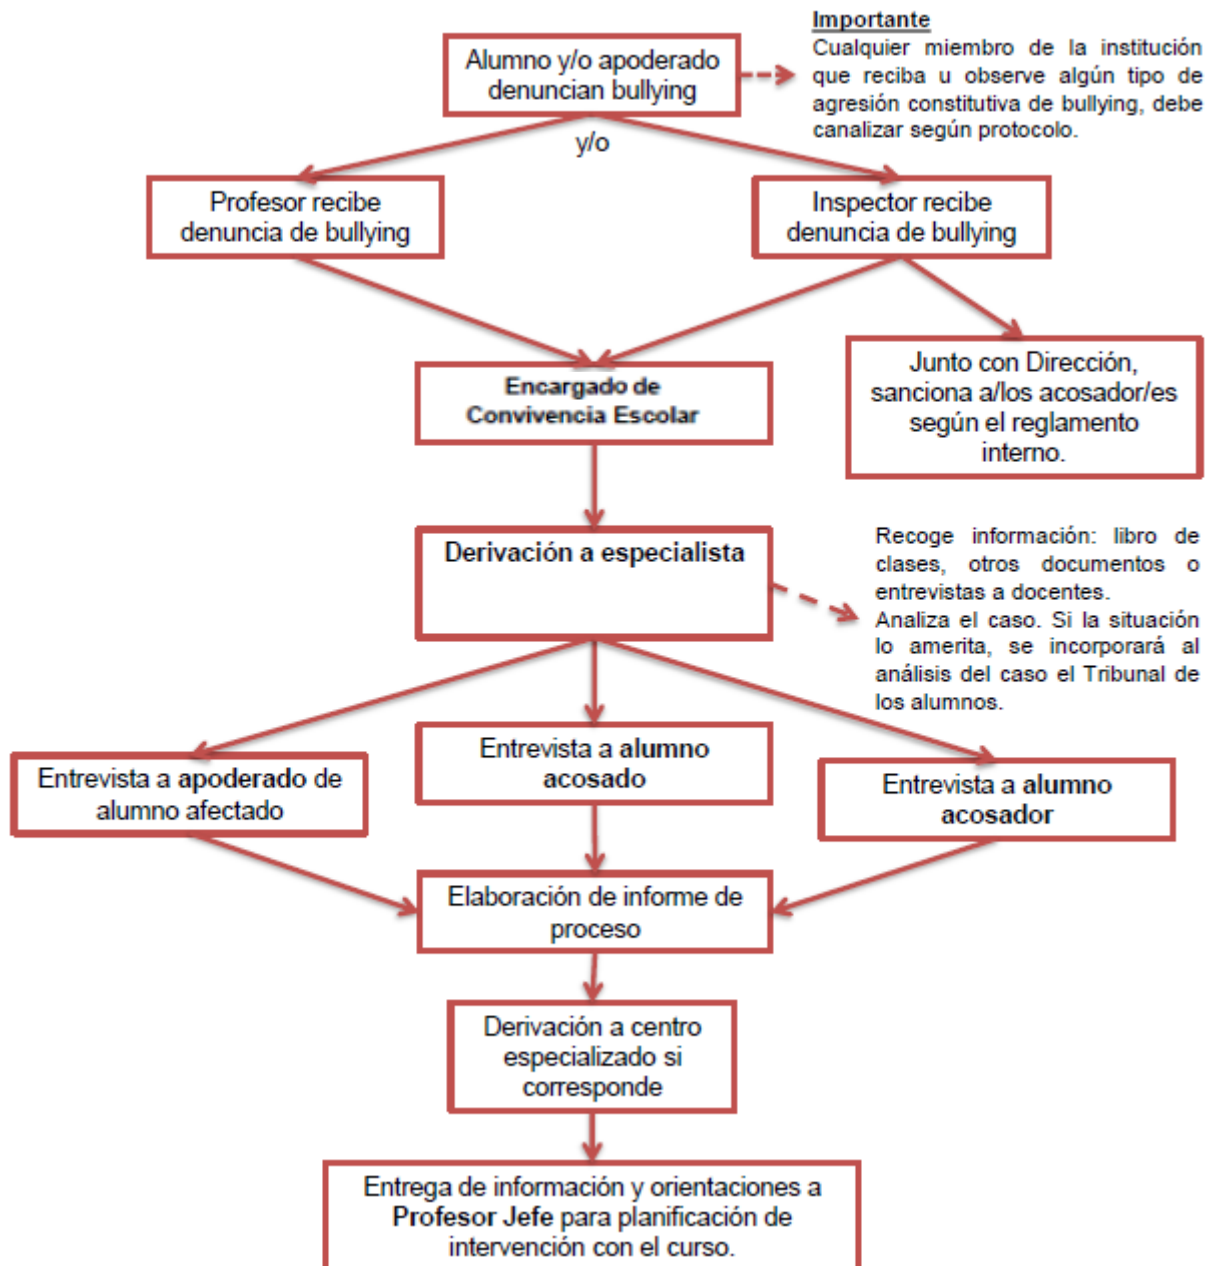 Importante
Cualquier miembro de la institución
que reciba u observe algún tipo de
agresión constitutiva de bullying, debe
canalizar según protocolo.
Alumno y/o apoderado
denuncian bullying
y/o
Profesor recibe
denuncia de bullying
Inspector recibe
denuncia de bullying
Encargado de
Convivencia Escolar
Junto con Dirección,
sanciona a/los acosador/es
según el reglamento
interno.
Derivación a especialista
Recoge información: libro de
clases, otros documentos o
entrevistas a docentes.
Analiza el caso. Si la situación
lo amerita, se incorporará al
análisis del caso el Tribunal de
los alumnos.
Entrevista a apoderado de
alumno afectado
Entrevista a alumno
acosado
Entrevista a alumno
acosador
Elaboración de informe de
proceso
Derivación a centro
especializado si
corresponde
Entrega de información y orientaciones a
Profesor Jefe para planificación de
intervención con el curso.